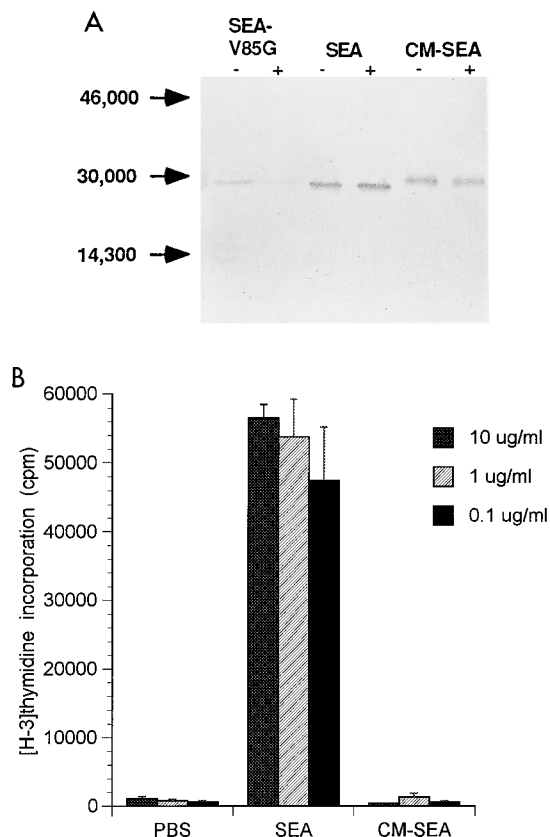 A
SEA-
V85G
SEA
CM-SEA
- + - + - +
46,000
30,000
14,300
B
60000
50000
40000
30000
20000
10000
0
[H-3]thymidine incorporation (cpm)
10 ug/ml
1 ug/ml
0.1 ug/ml
PBS SEA CM-SEA